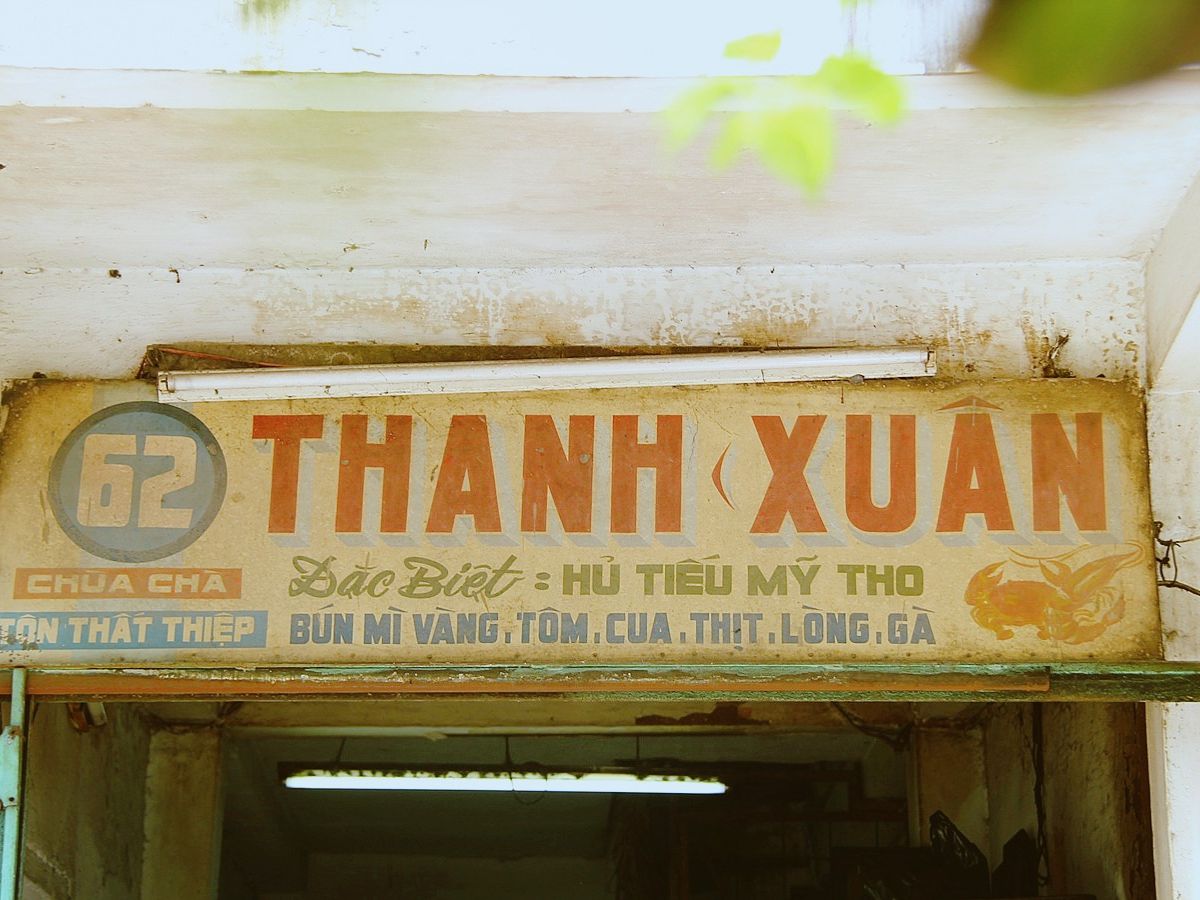 62
CHÙA CHÀ
TÔN THẤT THIỆP
THANH XUÂN
Đặc Biệt : HỦ TIẾU MỸ THO
BÚN MÌ VÀNG, TÔM, CUA, THỊT, LÒNG, GÀ